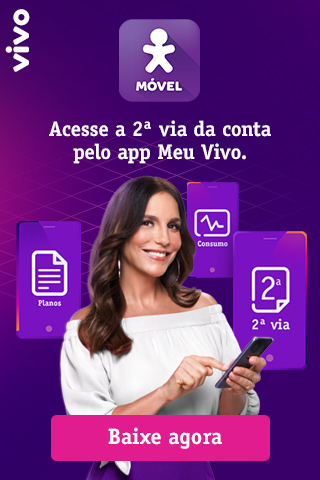 vivo
MÓVEL
Acesse a 2ª via da conta
pelo app Meu Vivo.
Consumo
Planos
2ª
2ª via
Baixe agora